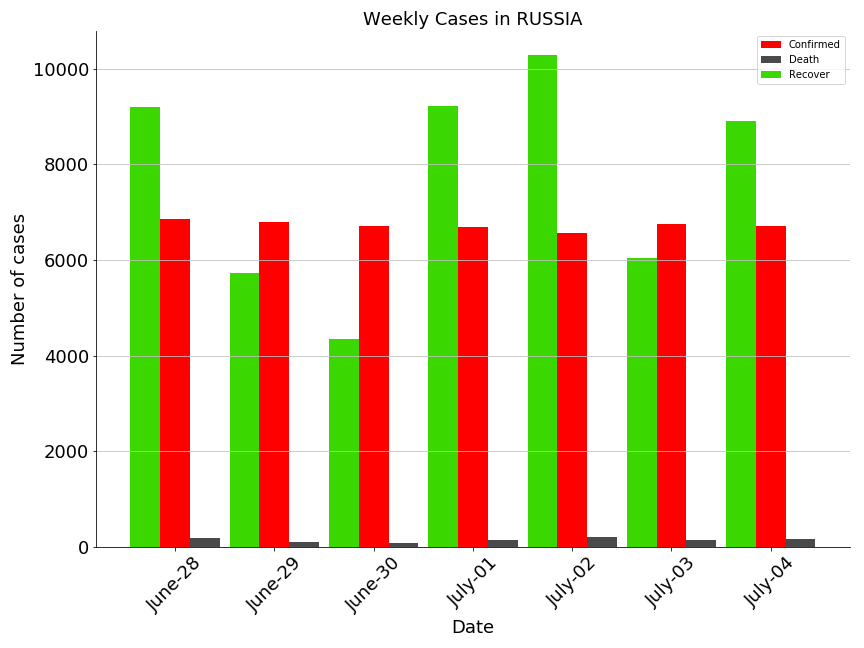 Weekly Cases in RUSSIA
Confirmed
Death
Recover
10000
8000
6000
4000
2000
0
Number of cases
June-28
June-29
June-30
July-01
July-02
July-03
July-04
Date